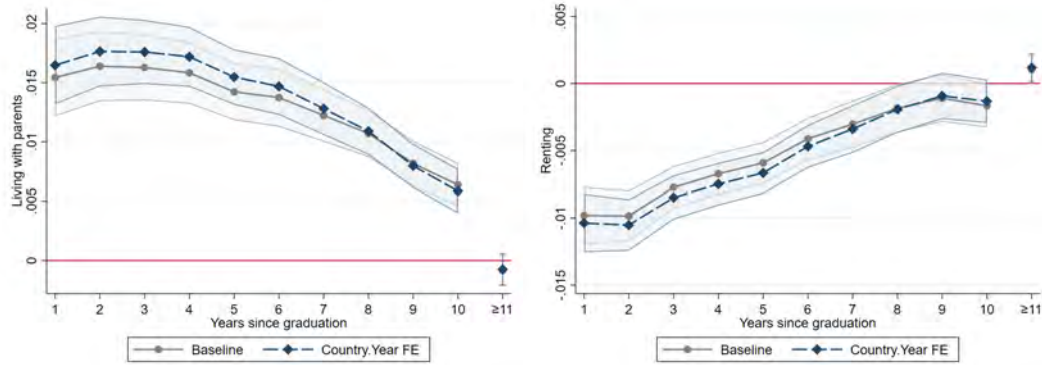 Living with parents
.02
.015
.01
.005
0
1 2 3 4 5 6 7 8 9 10 ≥11
Years since graduation
Baseline Country.Year FE
Renting
.005
0
-.005
-.01
-.015
1 2 3 4 5 6 7 8 9 10 ≥11
Years since graduation
Baseline Country.Year FE